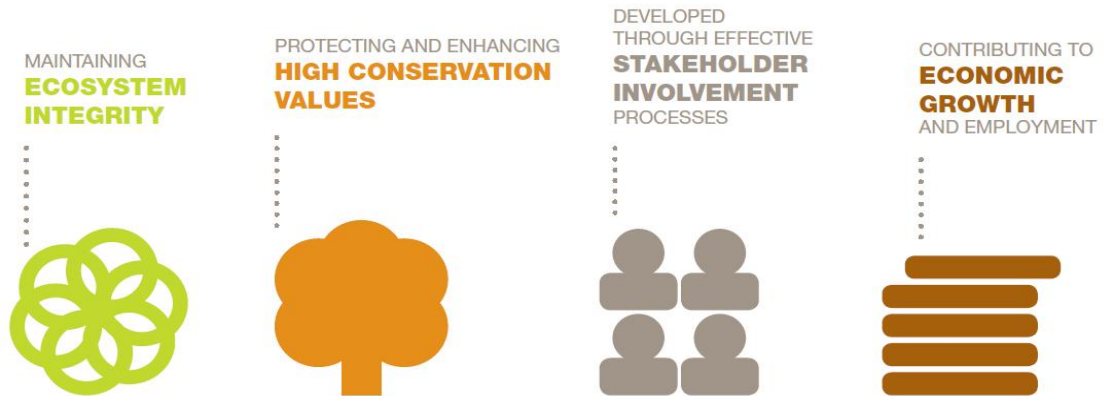 MAINTAINING
ECOSYSTEM
INTEGRITY
PROTECTING AND ENHANCING
HIGH CONSERVATION
VALUES
DEVELOPED
THROUGH EFFECTIVE
STAKEHOLDER
INVOLVEMENT
PROCESSES
CONTRIBUTING TO
ECONOMIC
GROWTH
AND EMPLOYMENT